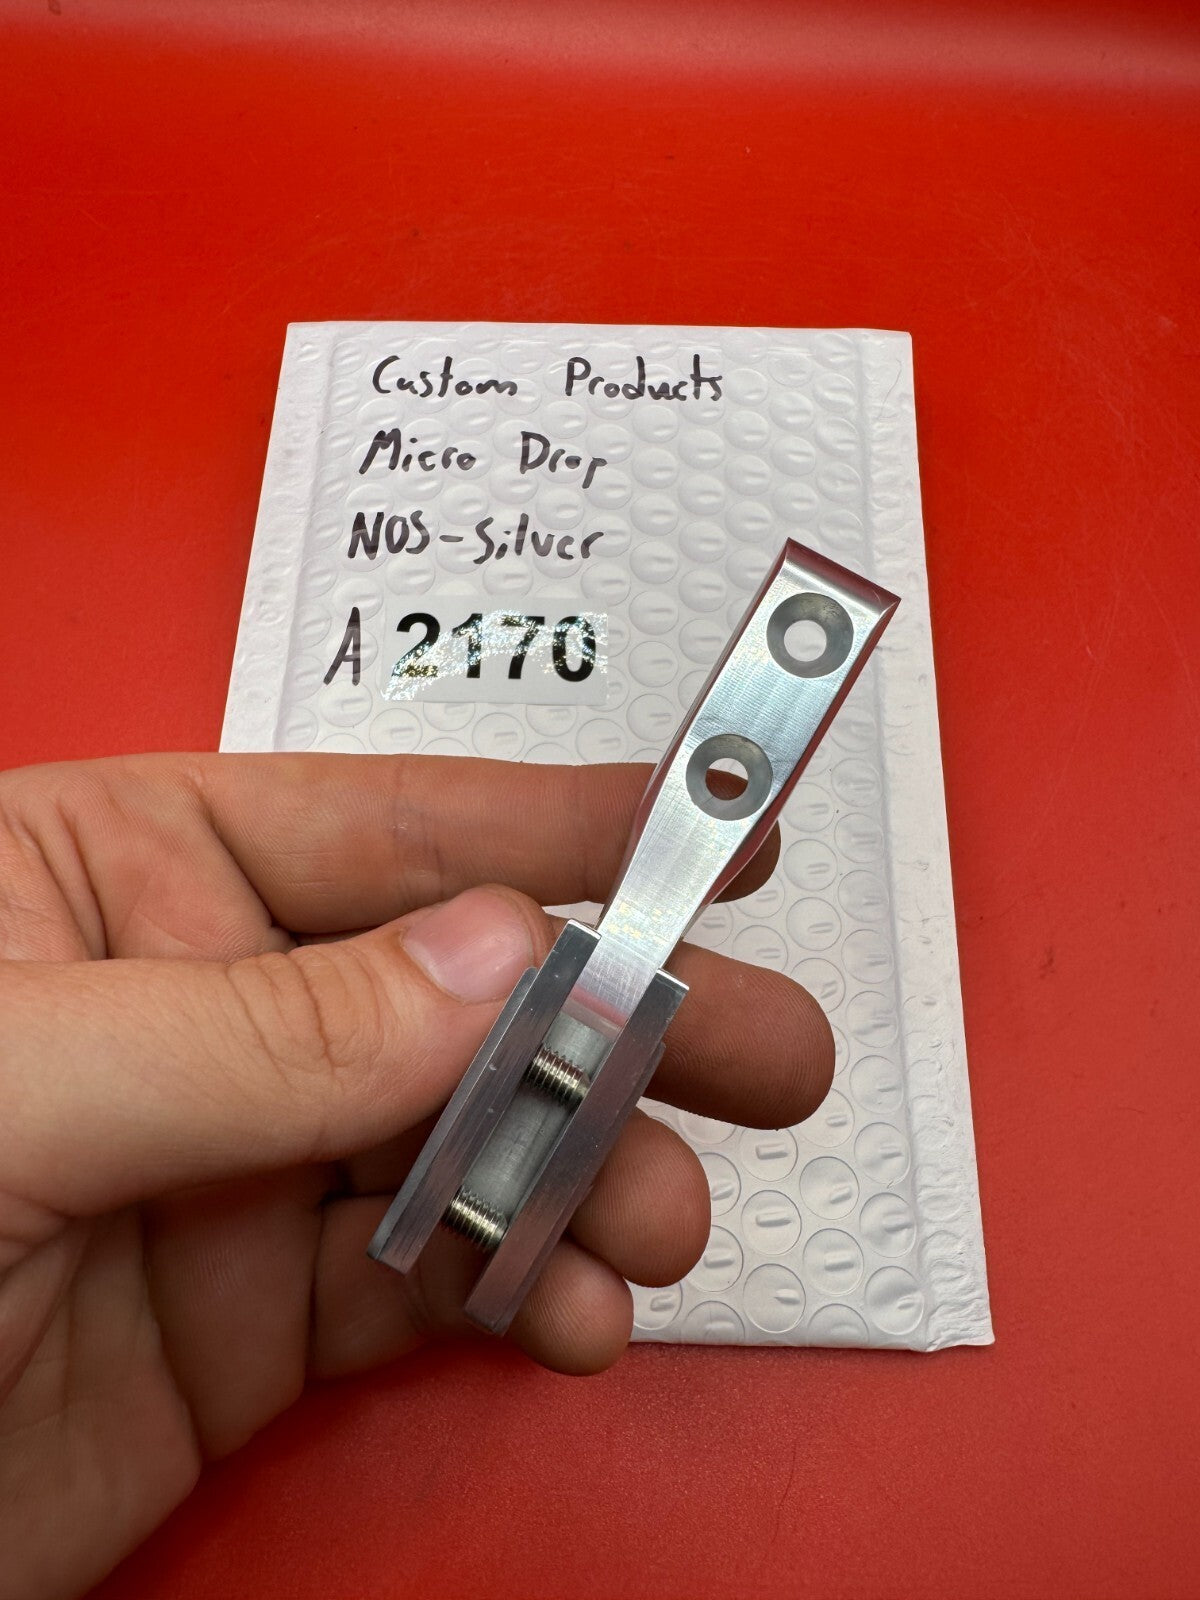 Custom Products
Micro Drop
NOS-Silver
A 2170